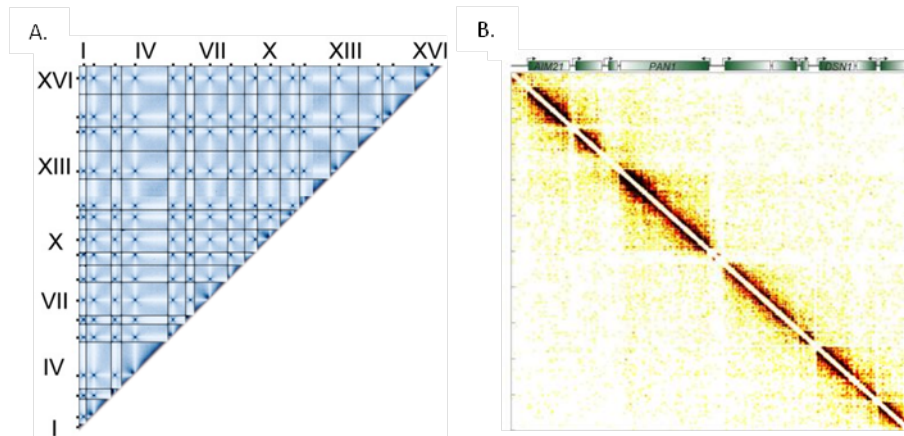 A.
I IV VII X XIII XVI
XVI
XIII
X
VII
IV
I
B.
AIM21 PAN1 DSN1